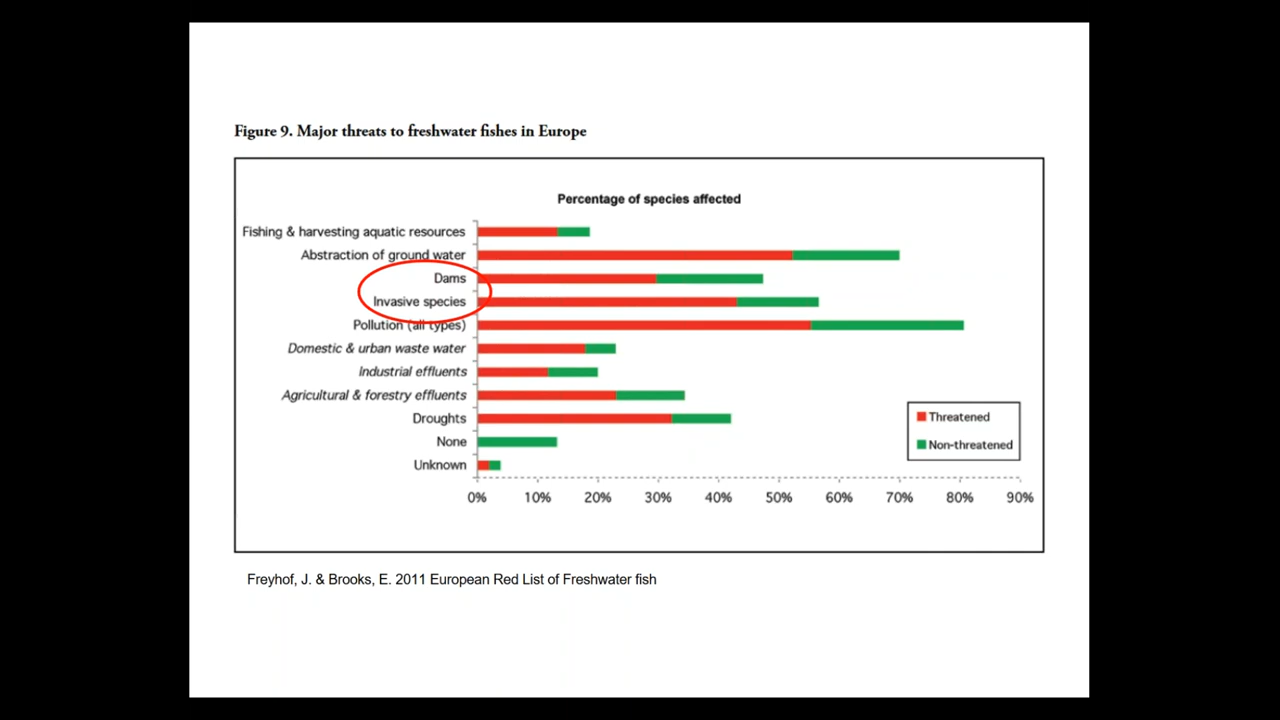 Figure 9. Major threats to freshwater fishes in Europe
Percentage of species affected
Fishing & harvesting aquatic resources
Abstraction of ground water
Dams
Invasive species
Pollution (all types)
Domestic & urban waste water
Industrial effluents
Agricultural & forestry effluents
Droughts
None
Unknown
Threatened
Non-threatened
0% 10% 20% 30% 40% 50% 60% 70% 80% 90%
Freyhof, J. & Brooks, E. 2011 European Red List of Freshwater fish